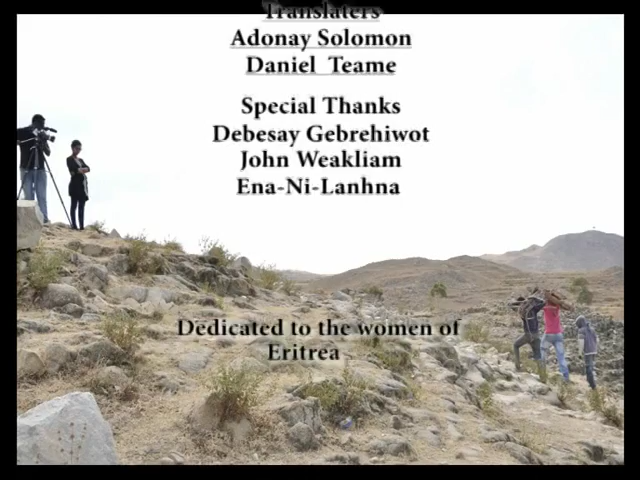 Translaters
Adonay Solomon
Daniel Teame
Special Thanks
Debesay Gebrehiwot
John Weakliam
Ena-Ni-Lanhna
Dedicated to the women of
Eritrea